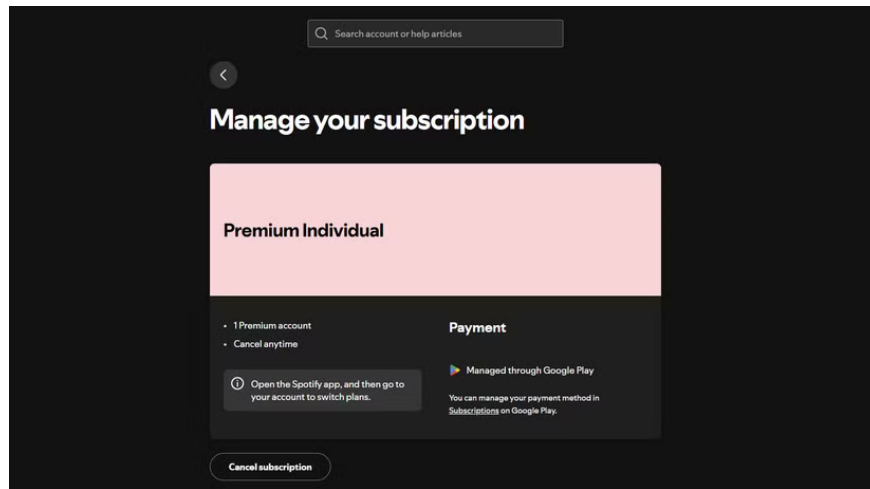 Search account or help articles
Manage your subscription
Premium Individual
• 1 Premium account
• Cancel anytime
Open the Spotify app, and then go to
your account to switch plans.
Payment
Managed through Google Play
You can manage your payment method in
Subscriptions on Google Play.
Cancel subscription